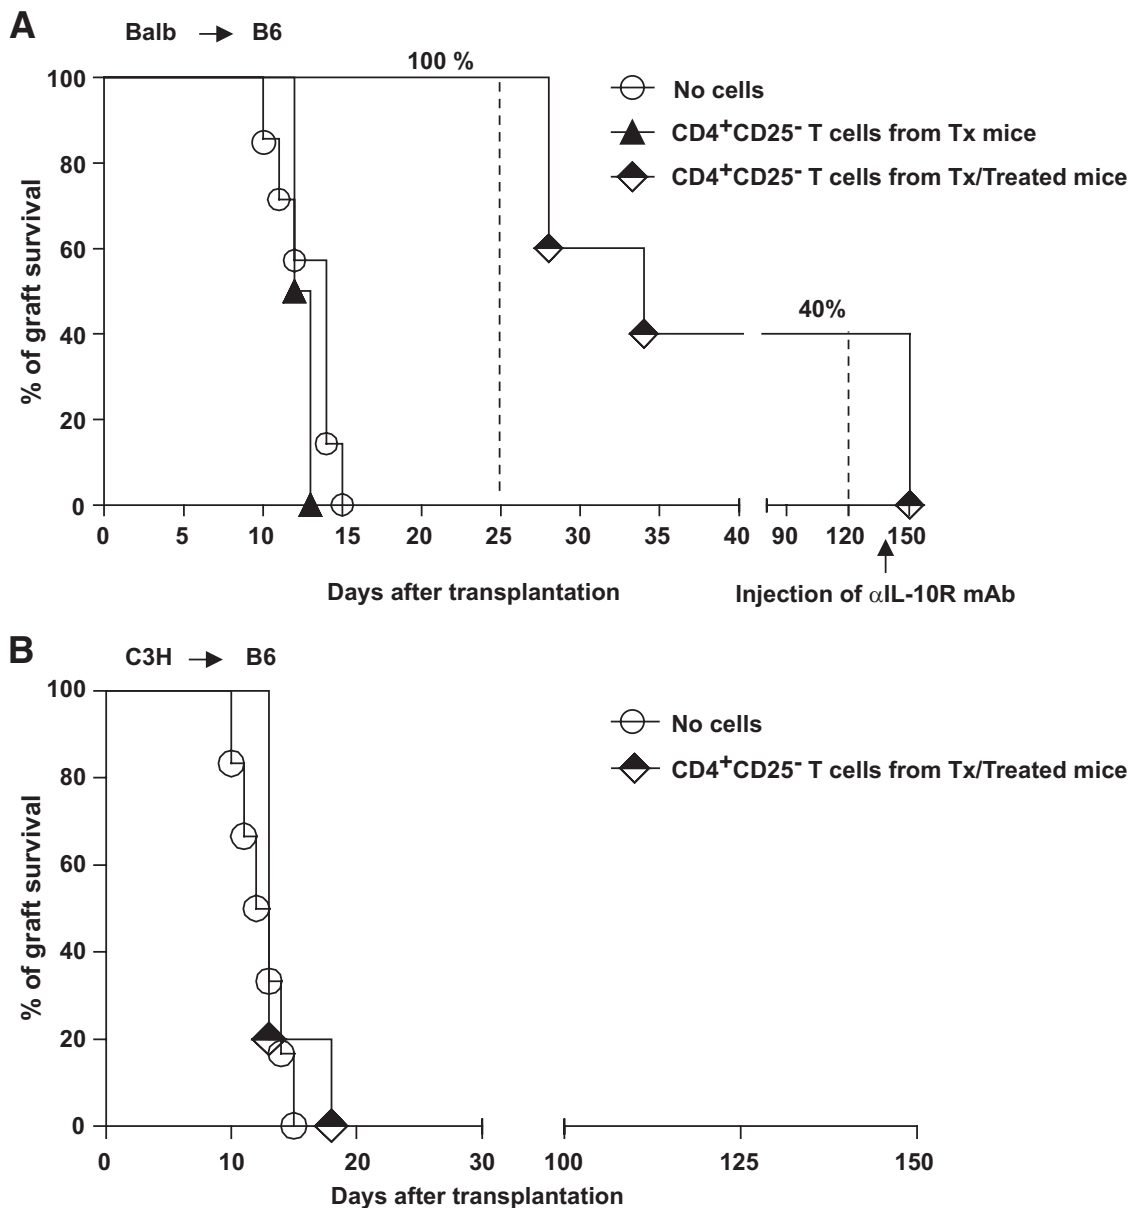 A
Balb → B6
100 %
No cells
CD4+CD25- T cells from Tx mice
CD4+CD25- T cells from Tx/Treated mice
100
80
60
40
20
0
% of graft survival
40%
0 5 10 15 20 25 30 35 40 90 120 150
Days after transplantation
Injection of αIL-10R mAb
B
C3H → B6
No cells
CD4+CD25- T cells from Tx/Treated mice
100
80
60
40
20
0
% of graft survival
0 10 20 30 100 125 150
Days after transplantation